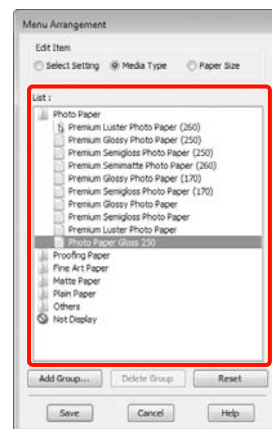 Menu Arrangement
Edit Item
Select Setting Media Type Paper Size
List :
Photo Paper
Premium Luster Photo Paper (260)
Premium Glossy Photo Paper (250)
Premium Semigloss Photo Paper (250)
Premium Semimatte Photo Paper (260)
Premium Glossy Photo Paper (170)
Premium Semigloss Photo Paper (170)
Premium Glossy Photo Paper
Premium Semigloss Photo Paper
Premium Luster Photo Paper
Photo Paper Gloss 250
Proofing Paper
Fine Art Paper
Matte Paper
Plain Paper
Others
Not Display
Add Group... Delete Group Reset
Save Cancel Help